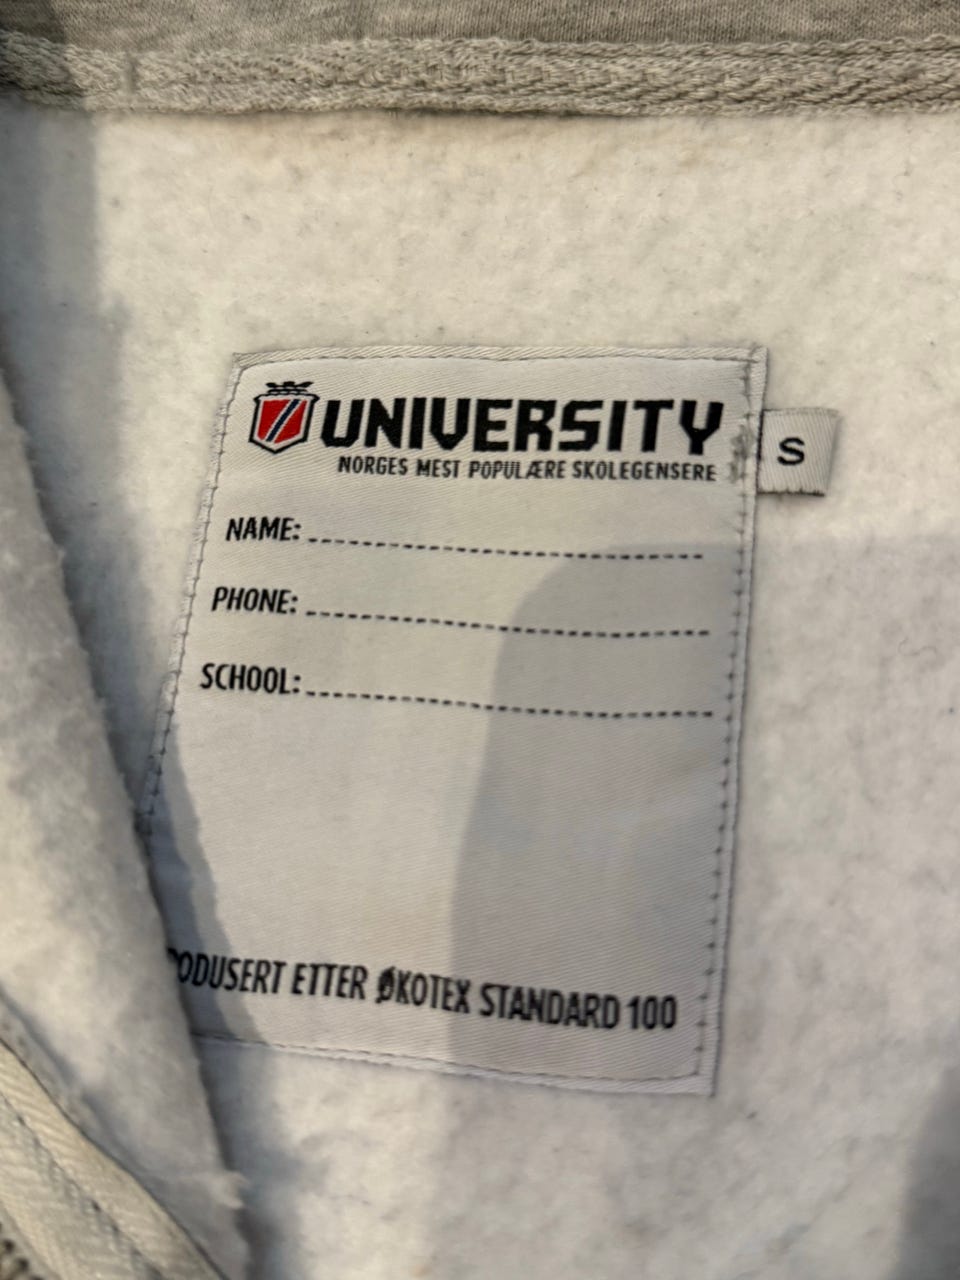 UNIVERSITY
NORGES MEST POPULÆRE SKOLEGENSERE
S
NAME:
PHONE:
SCHOOL:
ODUSERT ETTER ØKOTEX STANDARD 100